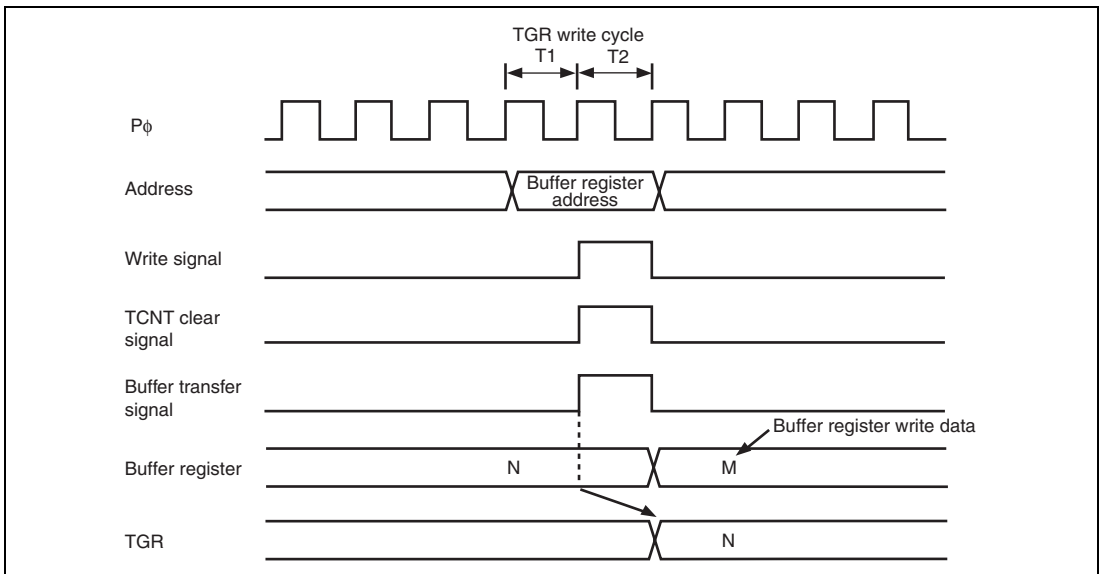 TGR write cycle
T1 T2
Pϕ
Address
Buffer register
address
Write signal
TCNT clear
signal
Buffer transfer
signal
Buffer register write data
Buffer register
N M
TGR
N